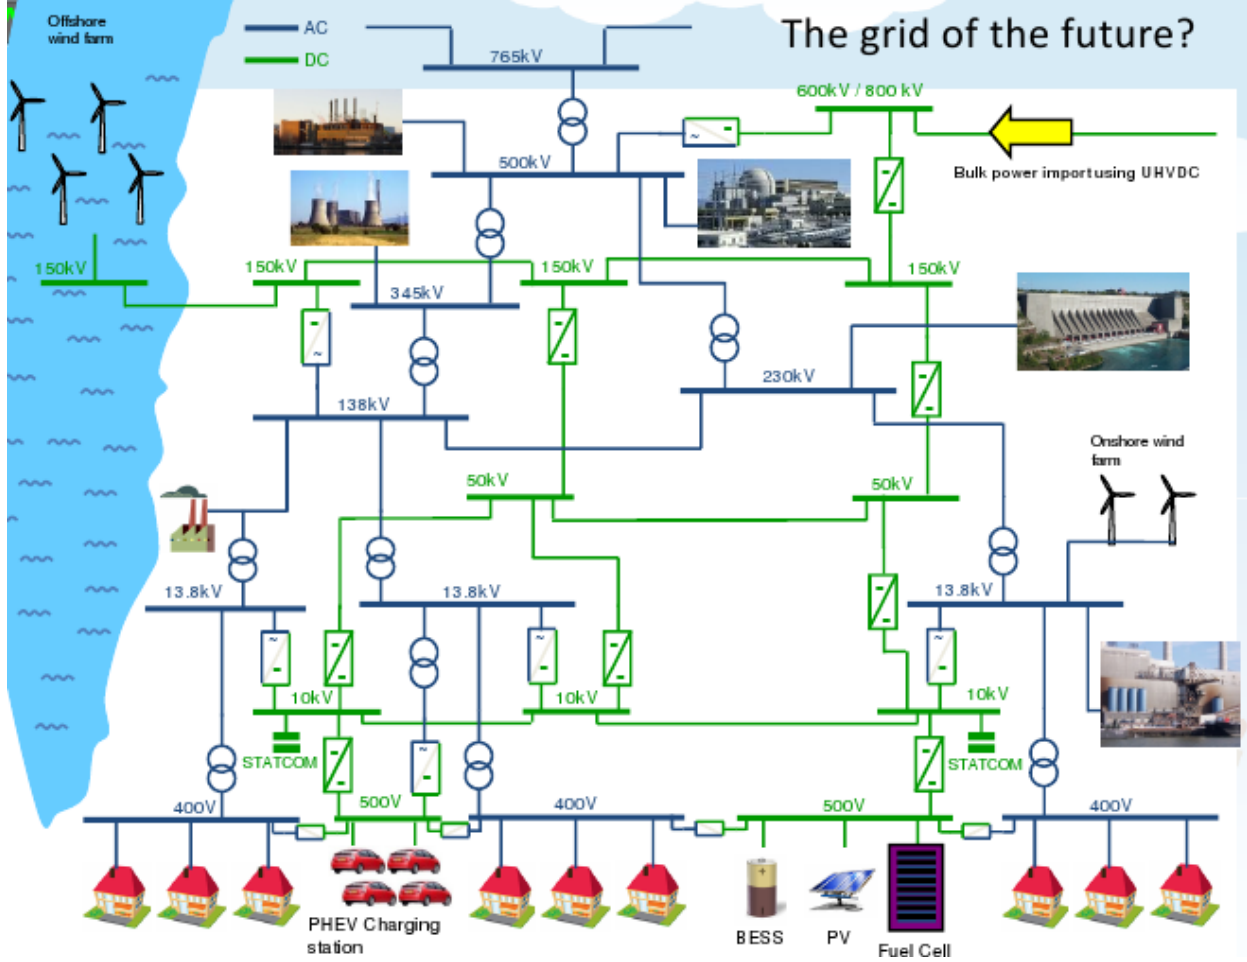 Offshore
wind farm
AC
DC
The grid of the future?
765kV
600kV / 800 kV
500kV
Bulk power import using UHVDC
150kV
150kV
150kV
150kV
345kV
230kV
138kV
Onshore wind
farm
50kV
50kV
13.8kV
13.8kV
13.8kV
~
~
~
~
~
~
10kV
10kV
10kV
STATCOM
STATCOM
400V
500V
400V
500V
400V
PHEV Charging
station
BESS
PV
Fuel Cell